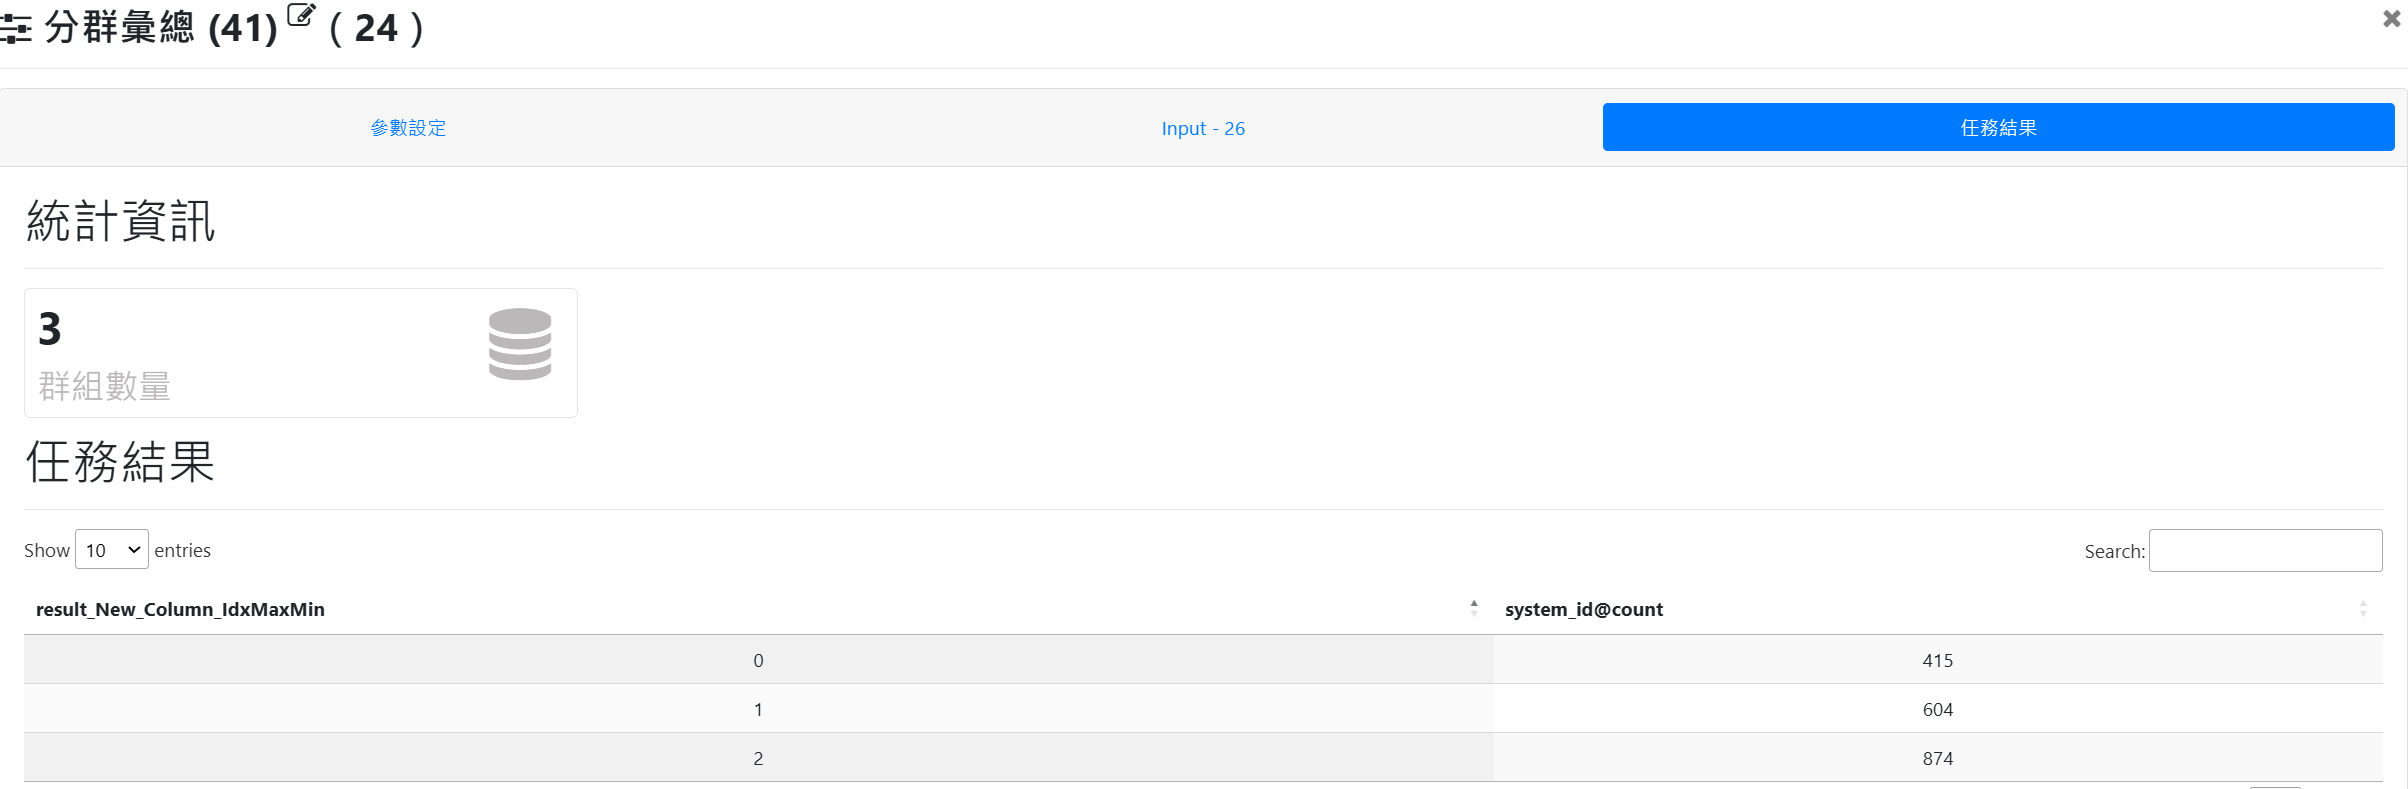 分群彙總 (41) ( 24 )
參數設定 Input - 26 任務結果
統計資訊
3
群組數量
任務結果
Show 10 entries Search:
result_New_Column_IdxMaxMin system_id@count
0 415
1 604
2 874